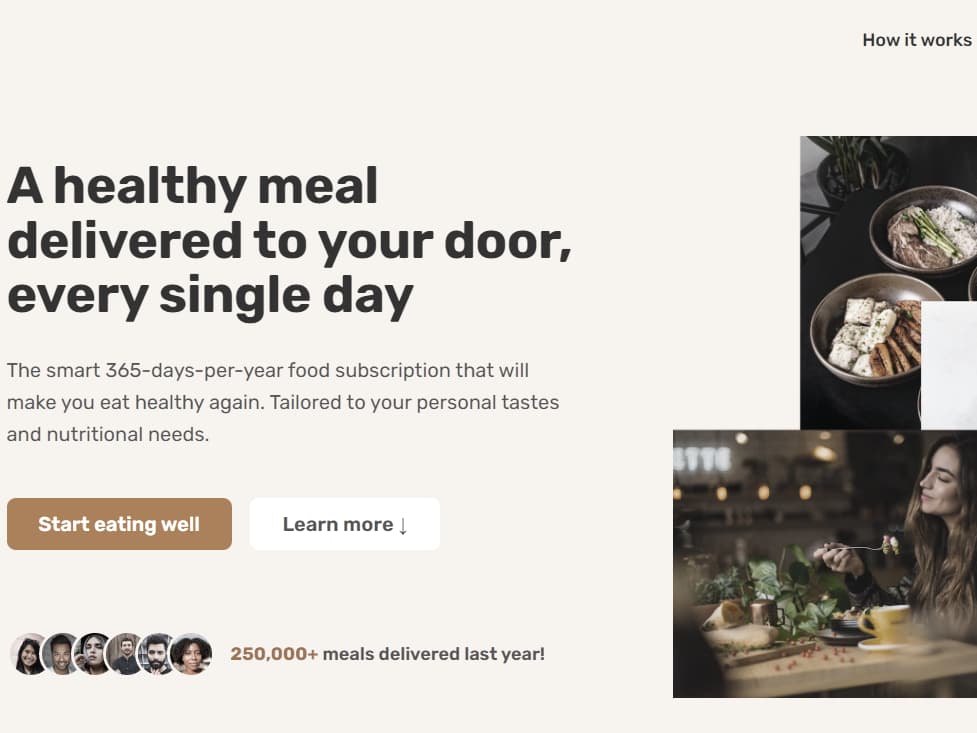 How it works
A healthy meal
delivered to your door,
every single day
The smart 365-days-per-year food subscription that will
make you eat healthy again. Tailored to your personal tastes
and nutritional needs.
Start eating well
Learn more ↓
250,000+ meals delivered last year!